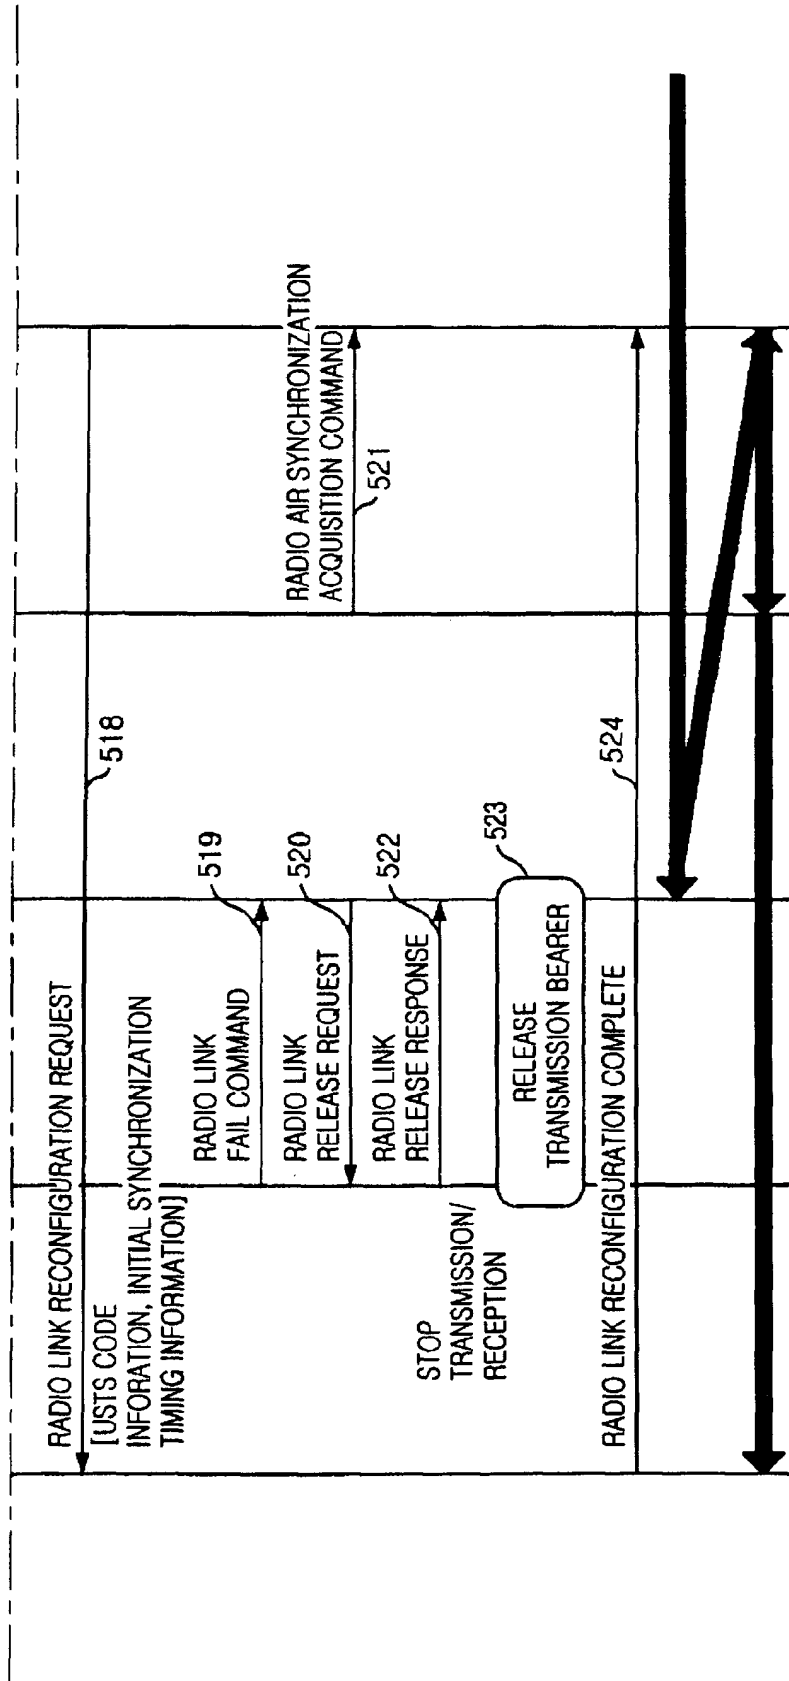 RADIO LINK RECONFIGURATION REQUEST
518
[USTS CODE
INFORATION, INITIAL SYNCHRONIZATION
TIMING INFORMATION]
RADIO LINK
FAIL COMMAND
519
RADIO LINK
RELEASE REQUEST
520
RADIO AIR SYNCHRONIZATION
ACQUISITION COMMAND
521
RADIO LINK
RELEASE RESPONSE
522
STOP
TRANSMISSION/
RECEPTION
RELEASE
TRANSMISSION BEARER
523
RADIO LINK RECONFIGURATION COMPLETE
524